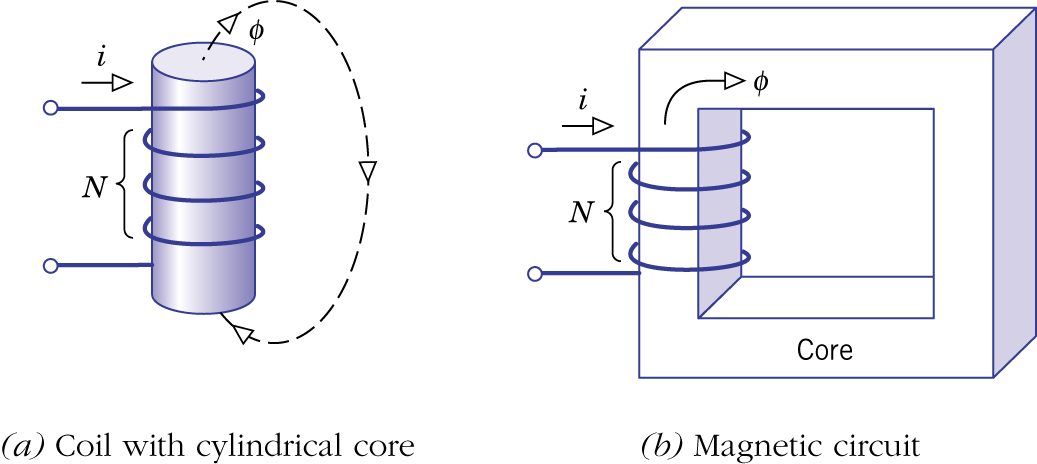 ϕ
i
N
ϕ
i
N
Core
(a) Coil with cylindrical core
(b) Magnetic circuit